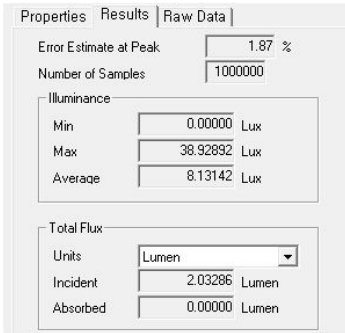 Properties Results Raw Data
Error Estimate at Peak 1.87 %
Number of Samples 1000000
Illuminance
Min 0.00000 Lux
Max 38.92892 Lux
Average 8.13142 Lux
Total Flux
Units Lumen
Incident 2.03286 Lumen
Absorbed 0.00000 Lumen